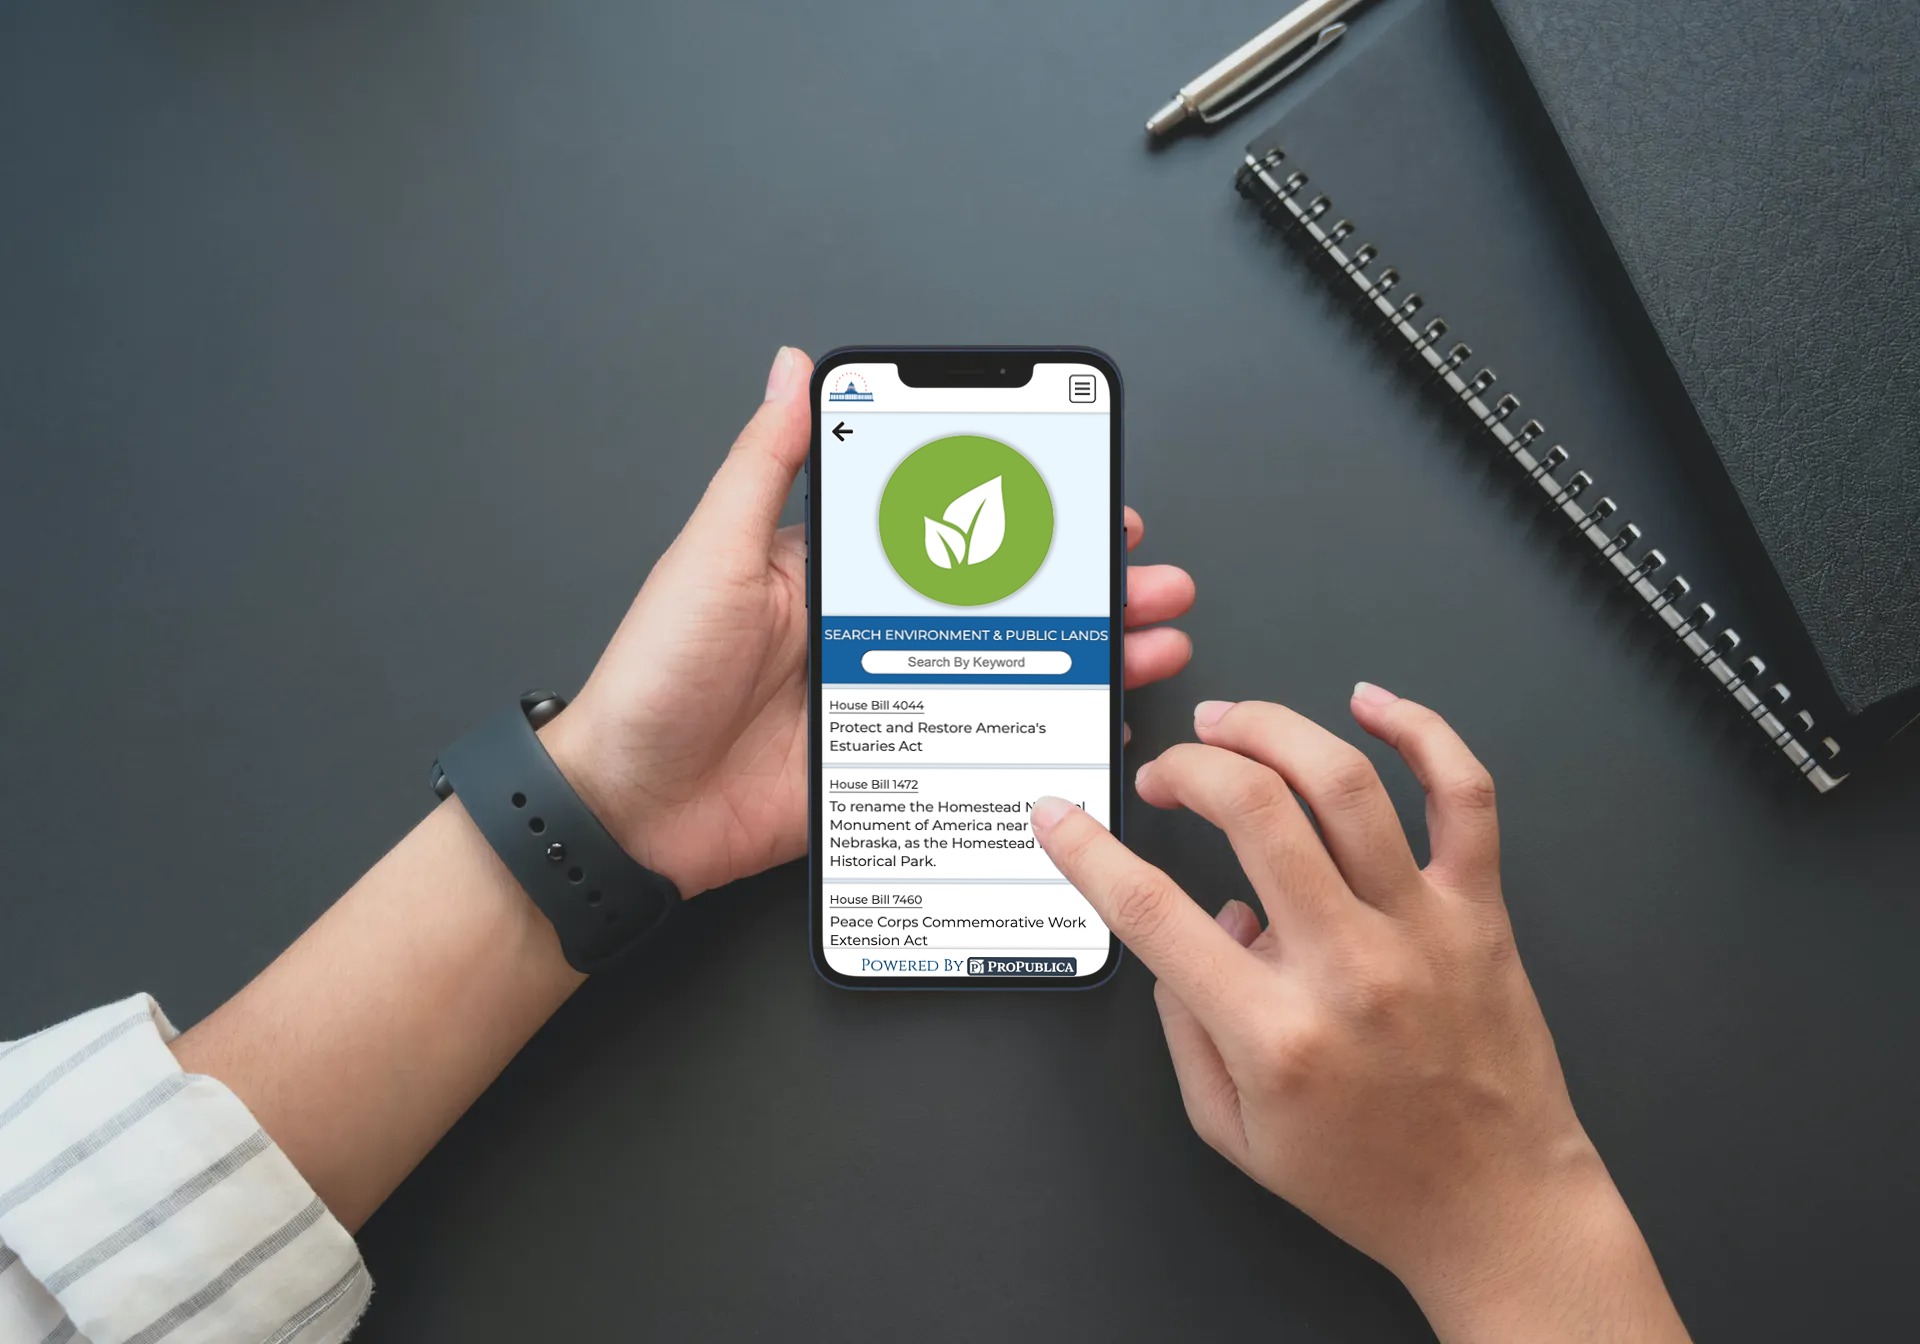 SEARCH ENVIRONMENT & PUBLIC LANDS
Search By Keyword
House Bill 4044
Protect and Restore America's
Estuaries Act
House Bill 1472
To rename the Homestead
Monument of America near
Nebraska, as the Homestead
Historical Park.
House Bill 7460
Peace Corps Commemorative Work
Extension Act
POWERED BY PROPUBLICA